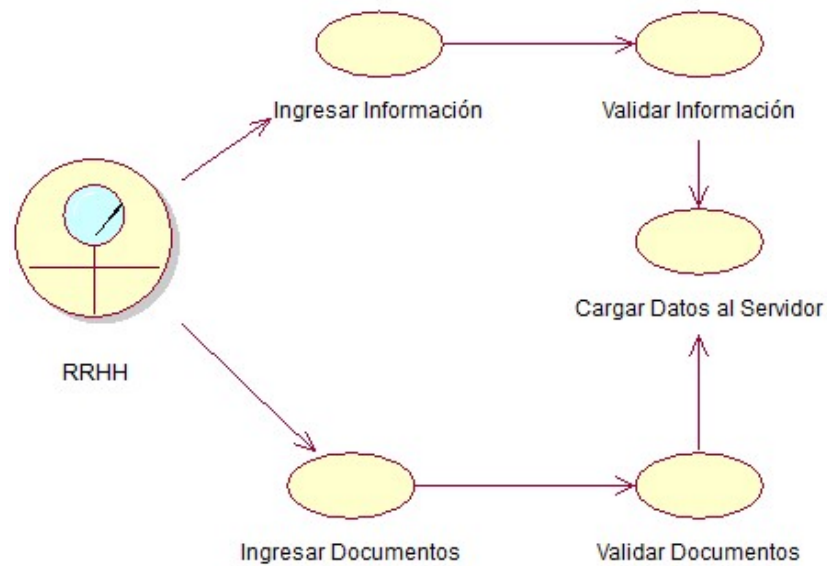 Ingresar Información
Validar Información
RRHH
Cargar Datos al Servidor
Ingresar Documentos
Validar Documentos